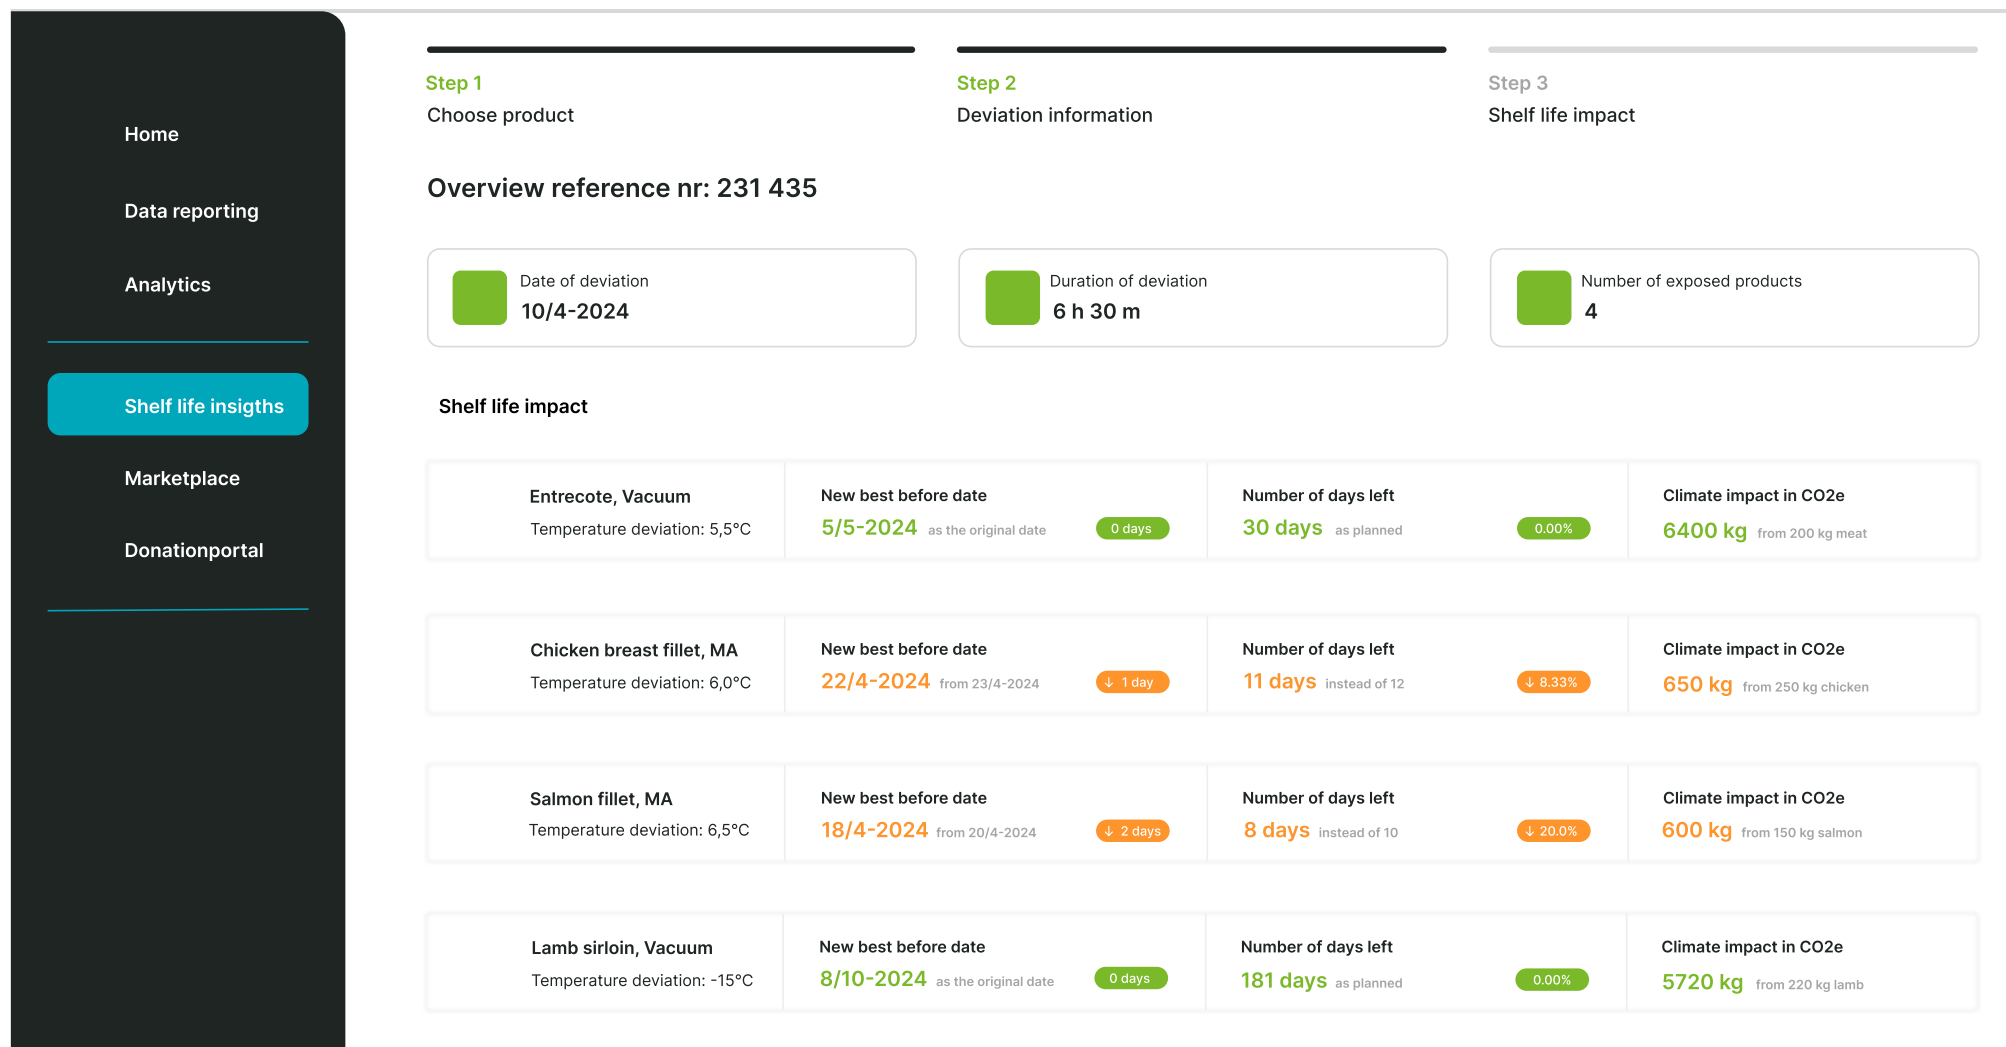 Home
Data reporting
Analytics
Shelf life insigths
Marketplace
Donationportal
Step 1
Choose product
Step 2
Deviation information
Step 3
Shelf life impact
Overview reference nr: 231 435
Date of deviation
10/4-2024
Duration of deviation
6 h 30 m
Number of exposed products
4
Shelf life impact
Entrecote, Vacuum
Temperature deviation: 5,5°C
New best before date
5/5-2024 as the original date 0 days
Number of days left
30 days as planned 0.00%
Climate impact in CO2e
6400 kg from 200 kg meat
Chicken breast fillet, MA
Temperature deviation: 6,0°C
New best before date
22/4-2024 from 23/4-2024 ↓ 1 day
Number of days left
11 days instead of 12 ↓ 8.33%
Climate impact in CO2e
650 kg from 250 kg chicken
Salmon fillet, MA
Temperature deviation: 6,5°C
New best before date
18/4-2024 from 20/4-2024 ↓ 2 days
Number of days left
8 days instead of 10 ↓ 20.0%
Climate impact in CO2e
600 kg from 150 kg salmon
Lamb sirloin, Vacuum
Temperature deviation: -15°C
New best before date
8/10-2024 as the original date 0 days
Number of days left
181 days as planned 0.00%
Climate impact in CO2e
5720 kg from 220 kg lamb